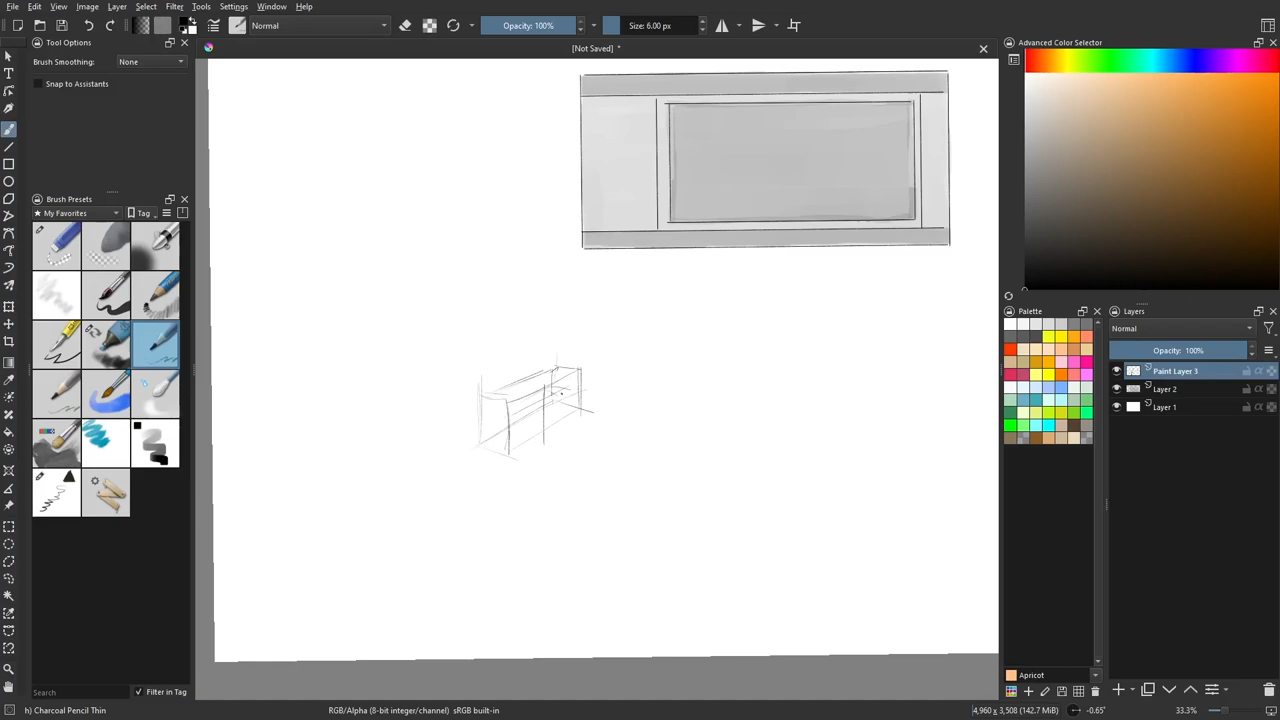 File Edit View Image Layer Select Filter Tools Settings Window Help
Normal
Opacity: 100%
Size: 6.00 px
Tool Options
[Not Saved] *
Advanced Color Selector
Brush Smoothing: None
Snap to Assistants
Brush Presets
My Favorites
Tag
Palette
Layers
Normal
Opacity: 100%
Paint Layer 3
Layer 2
Layer 1
Apricot
Search
Filter in Tag
h) Charcoal Pencil Thin
RGB/Alpha (8-bit integer/channel) sRGB built-in
4,960 x 3,508 (142.7 MiB)
-0.65°
33.3%